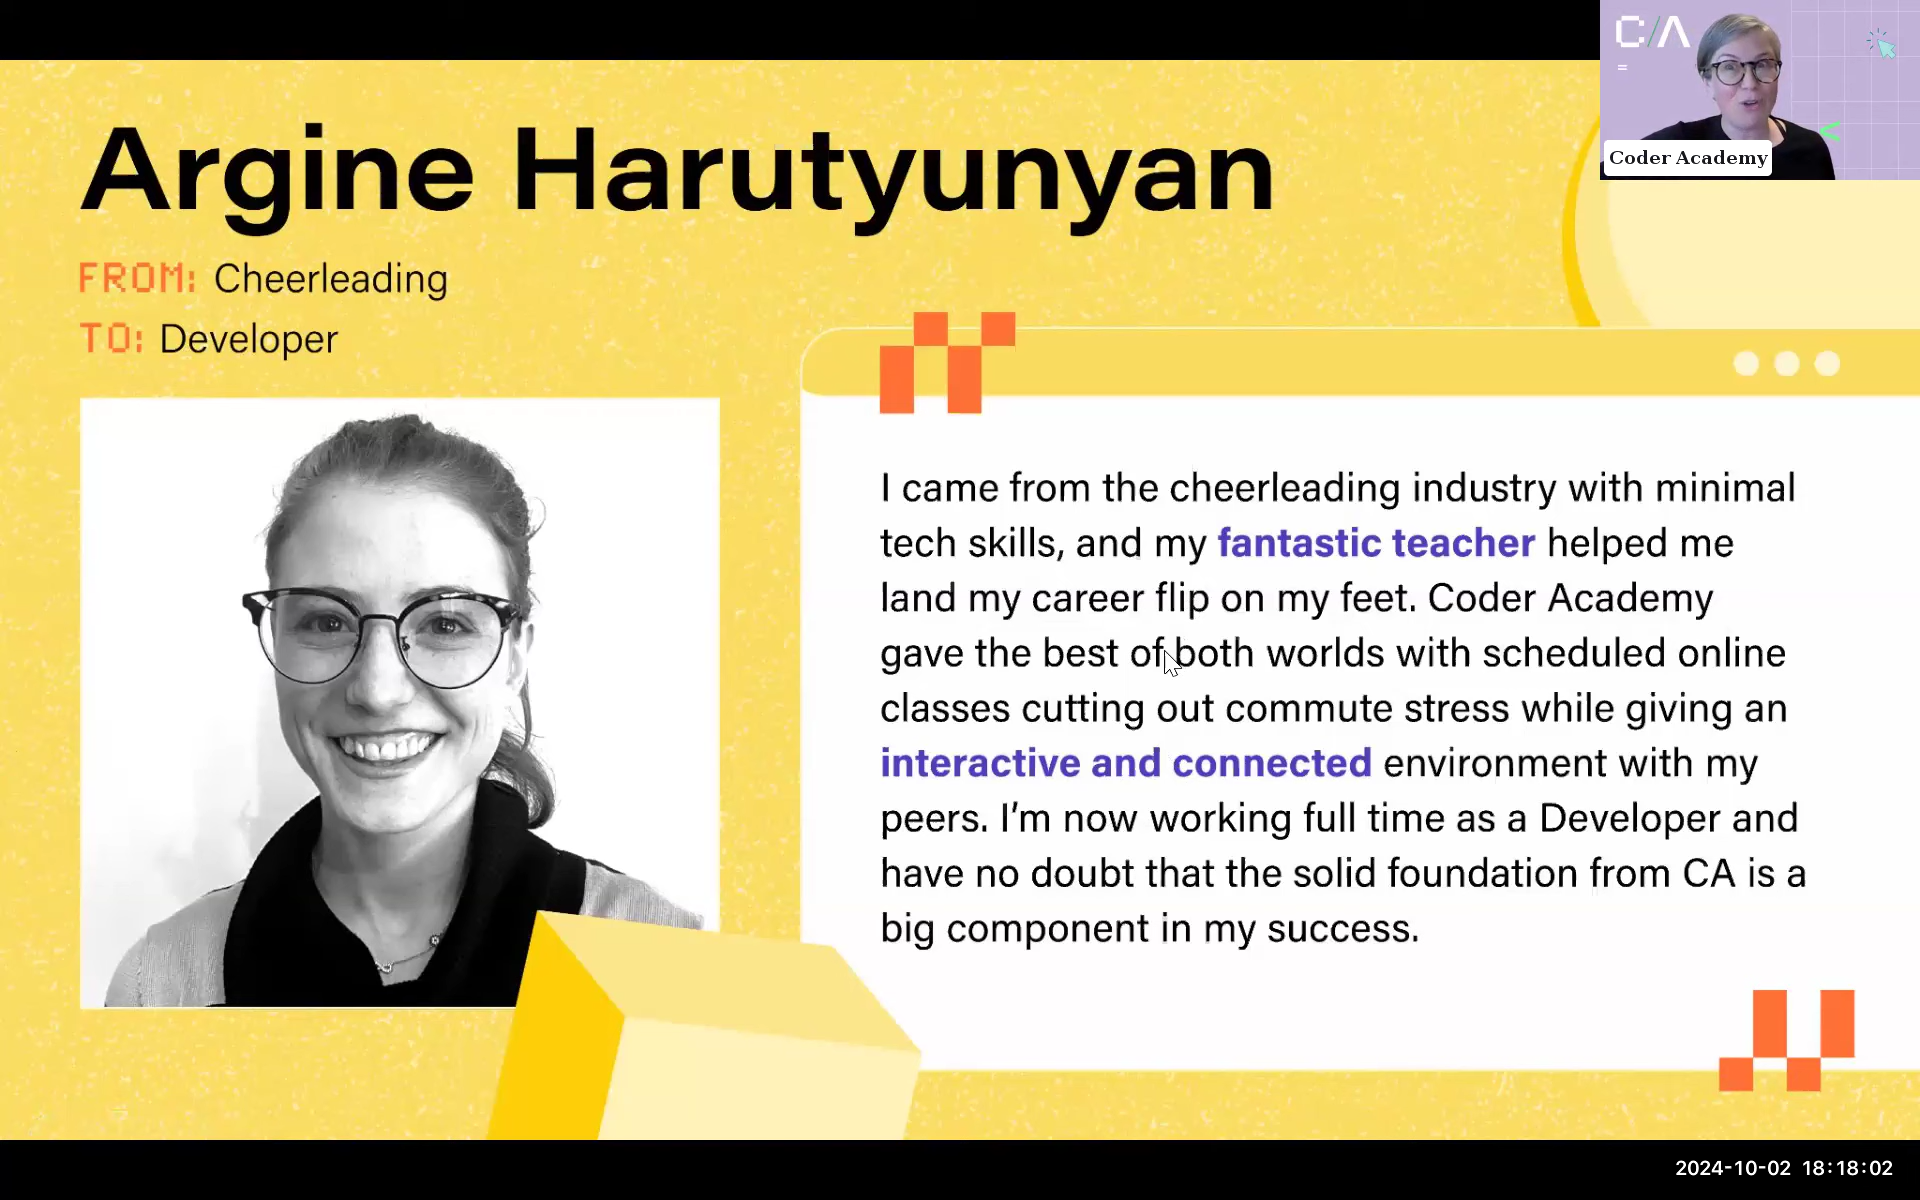 C/Λ
Coder Academy
Argine Harutyunyan
FROM: Cheerleading
TO: Developer
I came from the cheerleading industry with minimal
tech skills, and my fantastic teacher helped me
land my career flip on my feet. Coder Academy
gave the best of both worlds with scheduled online
classes cutting out commute stress while giving an
interactive and connected environment with my
peers. I’m now working full time as a Developer and
have no doubt that the solid foundation from CA is a
big component in my success.
2024-10-02 18:18:02